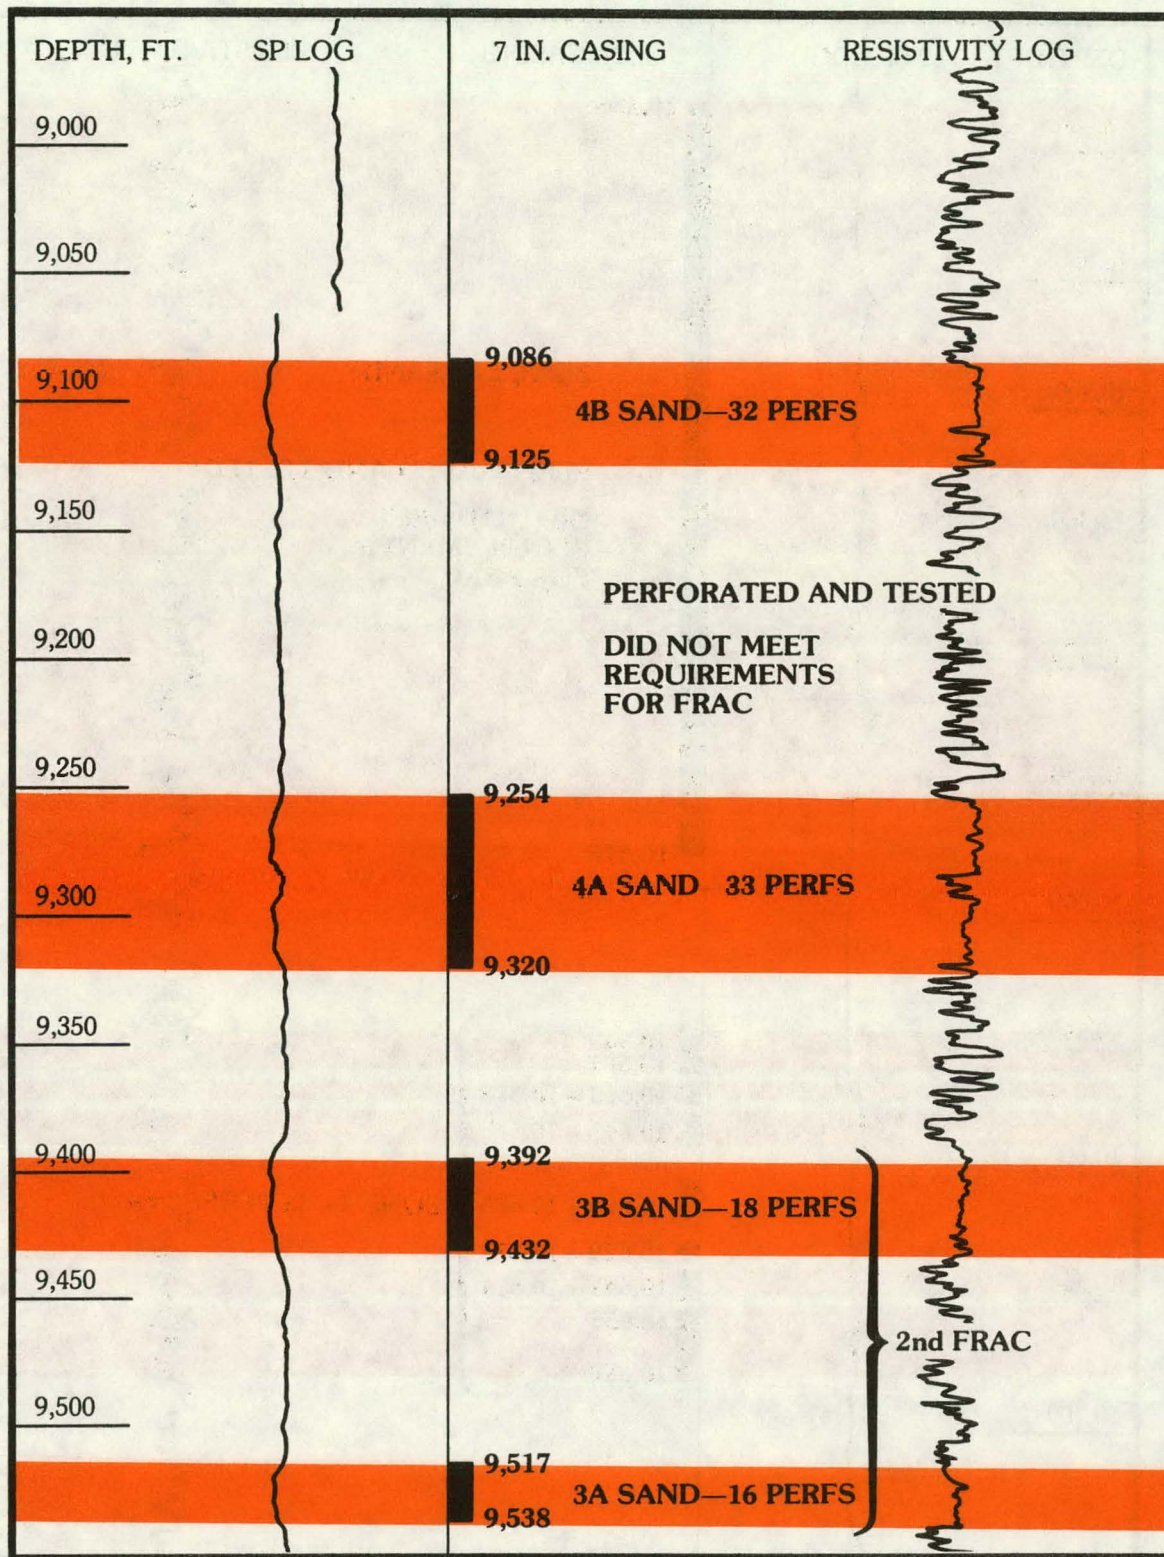 DEPTH, FT. SP LOG 7 IN. CASING RESISTIVITY LOG
9,000
9,050
9,086
9,100
4B SAND—32 PERFS
9,125
9,150
PERFORATED AND TESTED
DID NOT MEET
REQUIREMENTS
FOR FRAC
9,200
9,250
9,254
4A SAND 33 PERFS
9,300
9,320
9,350
9,392
9,400
3B SAND—18 PERFS
9,432
9,450
2nd FRAC
9,500
9,517
3A SAND—16 PERFS
9,538